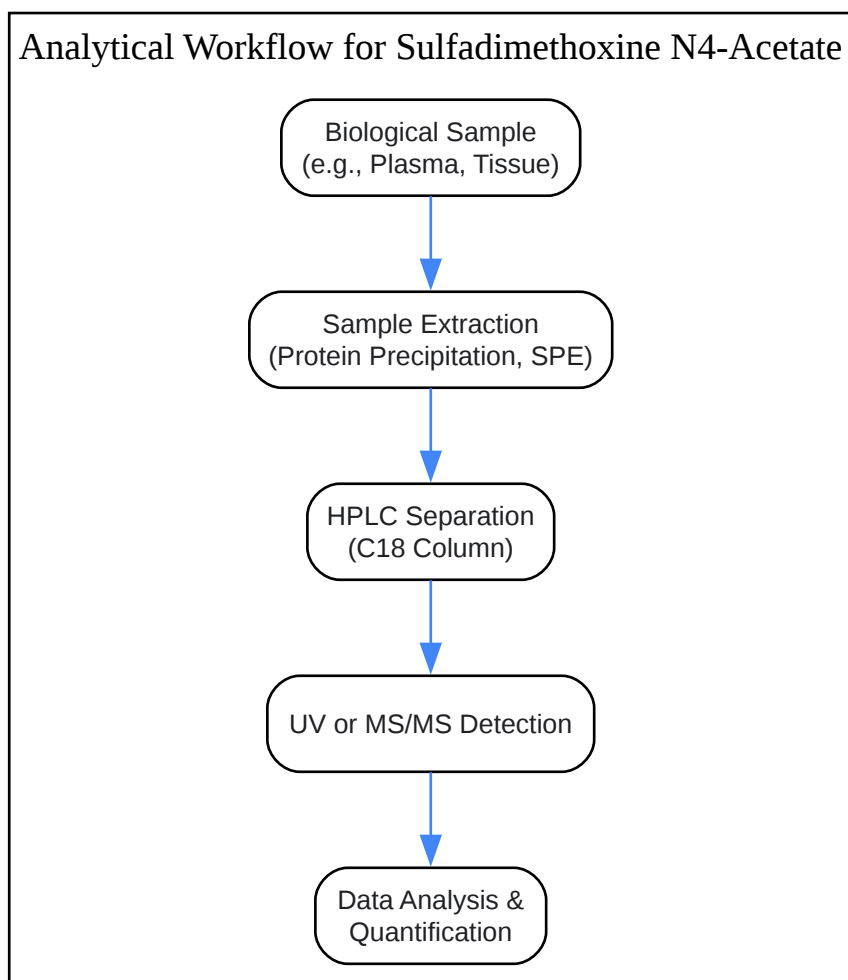 Analytical Workflow for Sulfadimethoxine N4-Acetate
Biological Sample
(e.g., Plasma, Tissue)
Sample Extraction
(Protein Precipitation, SPE)
HPLC Separation
(C18 Column)
UV or MS/MS Detection
Data Analysis &
Quantification